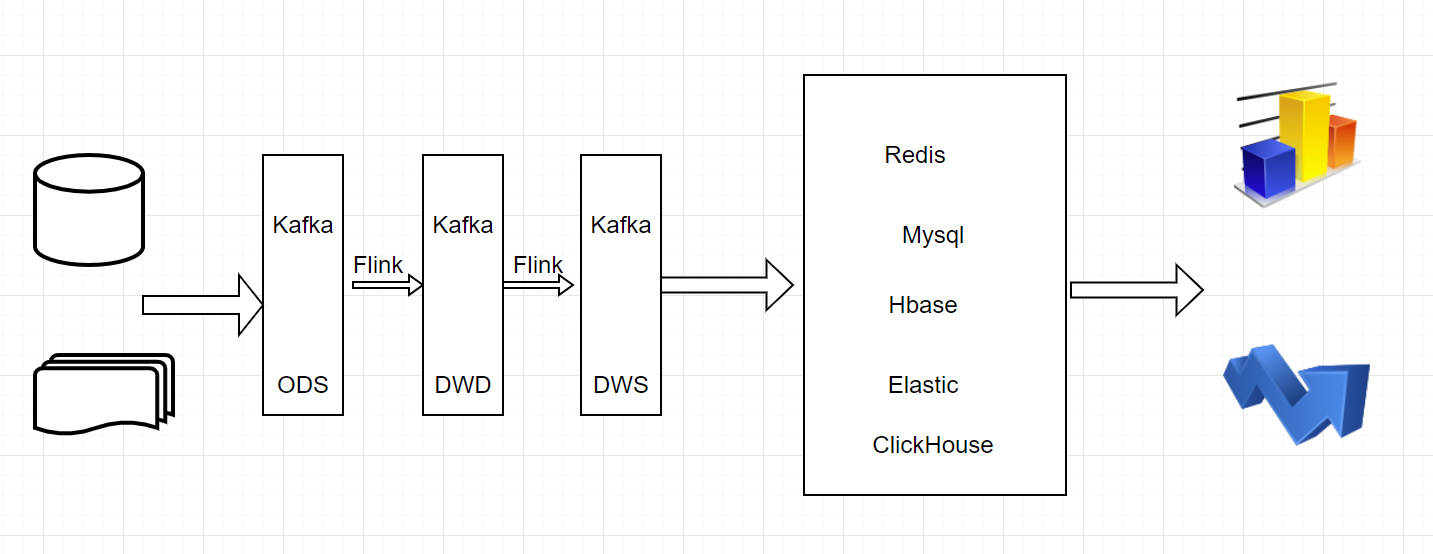 Kafka
ODS
Flink
Kafka
DWD
Flink
Kafka
DWS
Redis
Mysql
Hbase
Elastic
ClickHouse